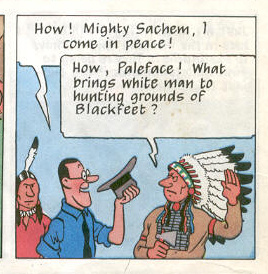 How! Mighty Sachem, I
come in peace!
How, Paleface! What
brings white man to
hunting grounds of
Blackfeet?